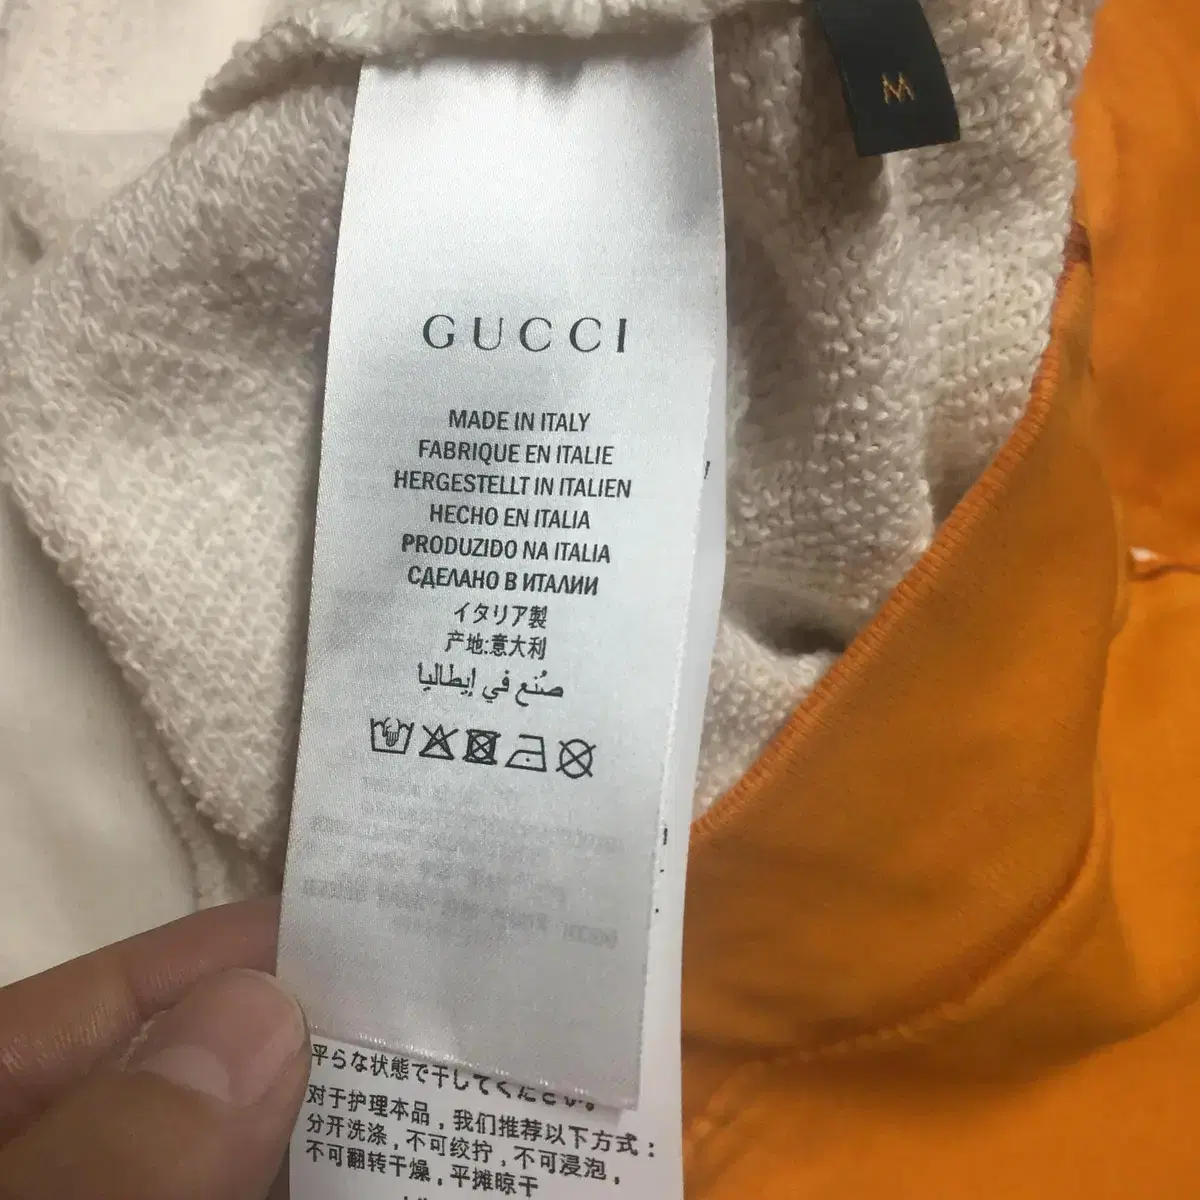 M
GUCCI
MADE IN ITALY
FABRIQUE EN ITALIE
HERGESTELLT IN ITALIEN
HECHO EN ITALIA
PRODUZIDO NA ITALIA
СДЕЛАНО В ИТАЛИИ
イタリア製
产地:意大利
صُنع في إيطاليا
平らな状態で干してください。
对于护理本品，我们推荐以下方式：
分开洗涤，不可绞拧，不可浸泡，
不可翻转干燥，平摊晾干